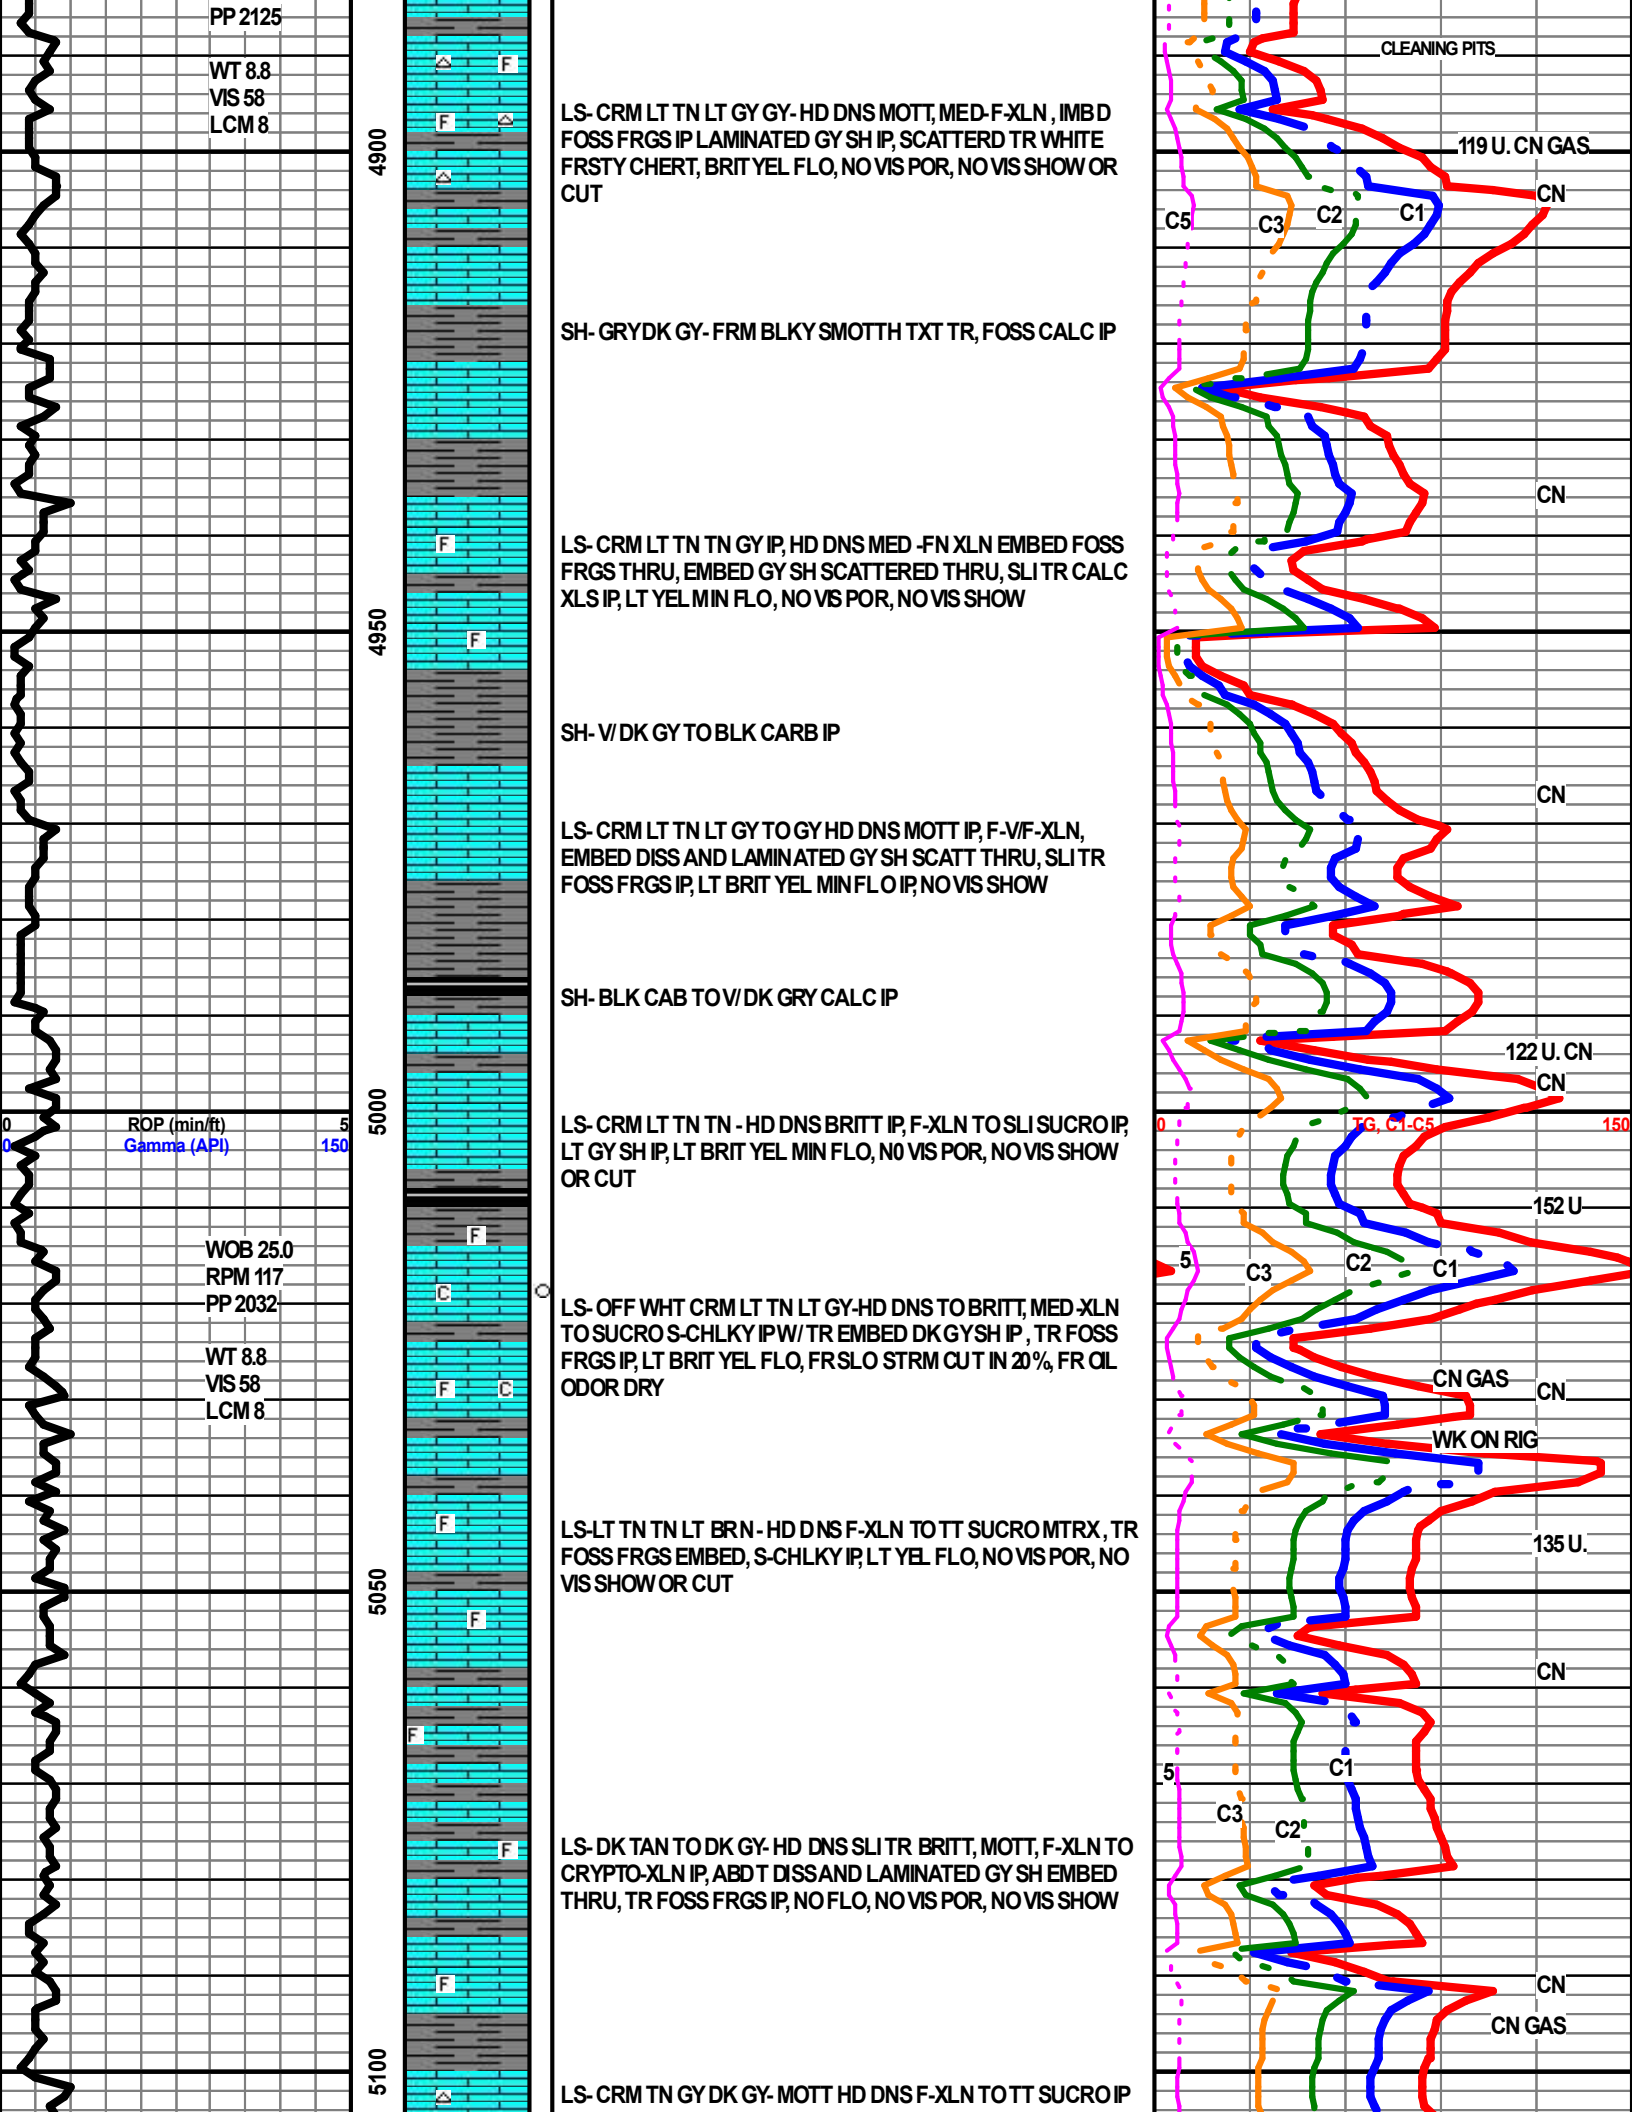 PP 2125
CLEANING PITS
WT 8.8
VIS 58
LCM 8
F
F
4900
LS- CRM LT TN LT GY GY- HD DNS MOTT, MED- F-XLN , IMBD
FOSS FRGS IP LAMINATED GY SH IP, SCATTERD TR WHITE
FRSTY CHERT, BRIT YEL FLO, NO VIS POR, NO VIS SHOW OR
CUT
119 U. CN GAS
CN
C5
C3
C2
C1
SH- GRYDK GY- FRM BLKY SMOTTH TXT TR, FOSS CALC IP
CN
F
LS- CRM LT TN TN GY IP, HD DNS MED -FN XLN EMBED FOSS
FRGS THRU, EMBED GY SH SCATTERED THRU, SLI TR CALC
XLS IP, LT YEL MIN FLO, NO VIS POR, NO VIS SHOW
4950
F
SH- V/ DK GY TO BLK CARB IP
CN
LS- CRM LT TN LT GY TO GY HD DNS MOTT IP, F-V/F-XLN,
EMBED DISS AND LAMINATED GY SH SCATT THRU, SLI TR
FOSS FRGS IP, LT BRIT YEL MIN FLO IP, NO VIS SHOW
SH- BLK CAB TO V/ DK GRY CALC IP
122 U. CN
CN
5000
0 ROP (min/ft) 5
0 Gamma (API) 150
0 TG, C1-C5 150
LS- CRM LT TN TN - HD DNS BRITT IP, F-XLN TO SLI SUCRO IP,
LT GY SH IP, LT BRIT YEL MIN FLO, N0 VIS POR, NO VIS SHOW
OR CUT
152 U
F
WOB 25.0
RPM 117
PP 2032
5
C3
C2
C1
C
LS- OFF WHT CRM LT TN LT GY-HD DNS TO BRITT, MED -XLN
TO SUCRO S-CHLKY IP W/ TR EMBED DK GY SH IP , TR FOSS
FRGS IP, LT BRIT YEL FLO, FR SLO STRM CUT IN 20%, FR OIL
ODOR DRY
WT 8.8
VIS 58
LCM 8
F C
CN GAS
CN
WK ON RIG
F
LS-LT TN TN LT BRN - HD DNS F-XLN TO TT SUCRO MTRX , TR
FOSS FRGS EMBED, S-CHLKY IP, LT YEL FLO, NO VIS POR, NO
VIS SHOW OR CUT
135 U.
5050
F
CN
F
5
C1
C3
C2
F
LS- DK TAN TO DK GY- HD DNS SLI TR BRITT, MOTT, F-XLN TO
CRYPTO-XLN IP, ABDT DISS AND LAMINATED GY SH EMBED
THRU, TR FOSS FRGS IP, NO FLO, NO VIS POR, NO VIS SHOW
F
CN
CN GAS
5100
LS- CRM TN GY DK GY- MOTT HD DNS F-XLN TO TT SUCRO IP